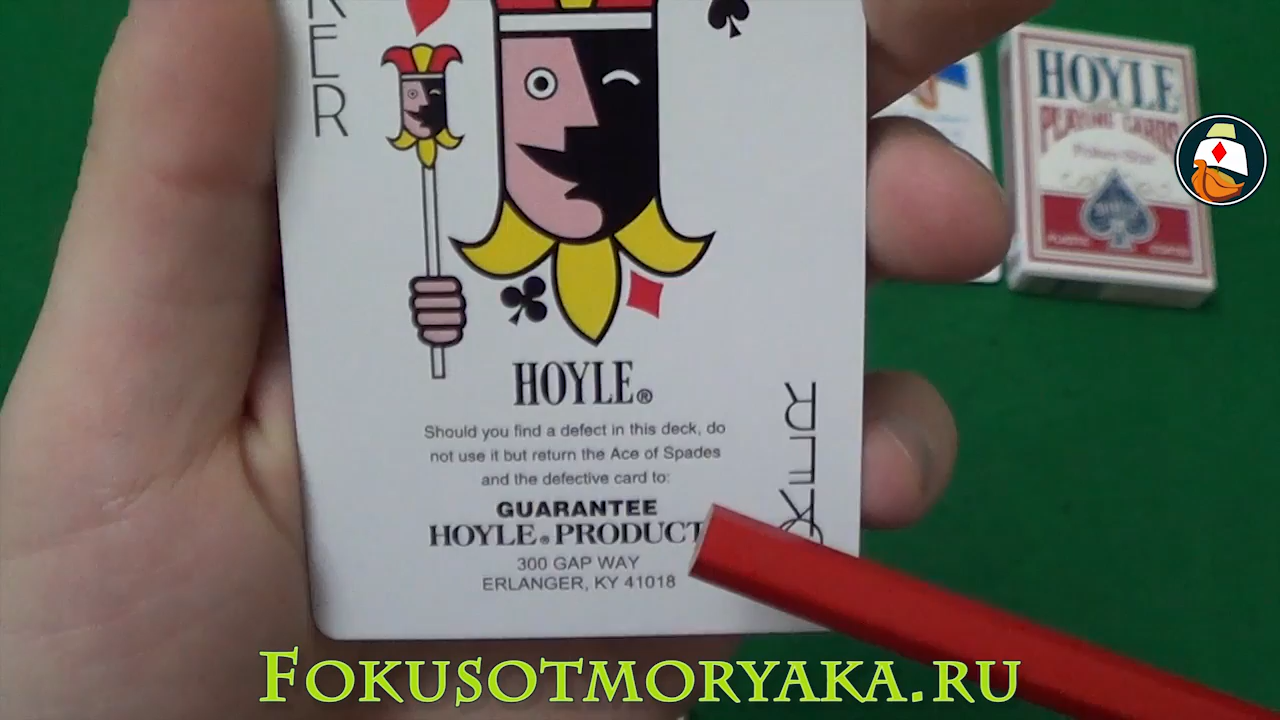 KER
HOYLE®
Should you find a defect in this deck, do
not use it but return the Ace of Spades
and the defective card to:
GUARANTEE
HOYLE® PRODUCT
300 GAP WAY
ERLANGER, KY 41018
HOYLE
PLAYING CARDS
FOKUSOTMORYAKA.RU